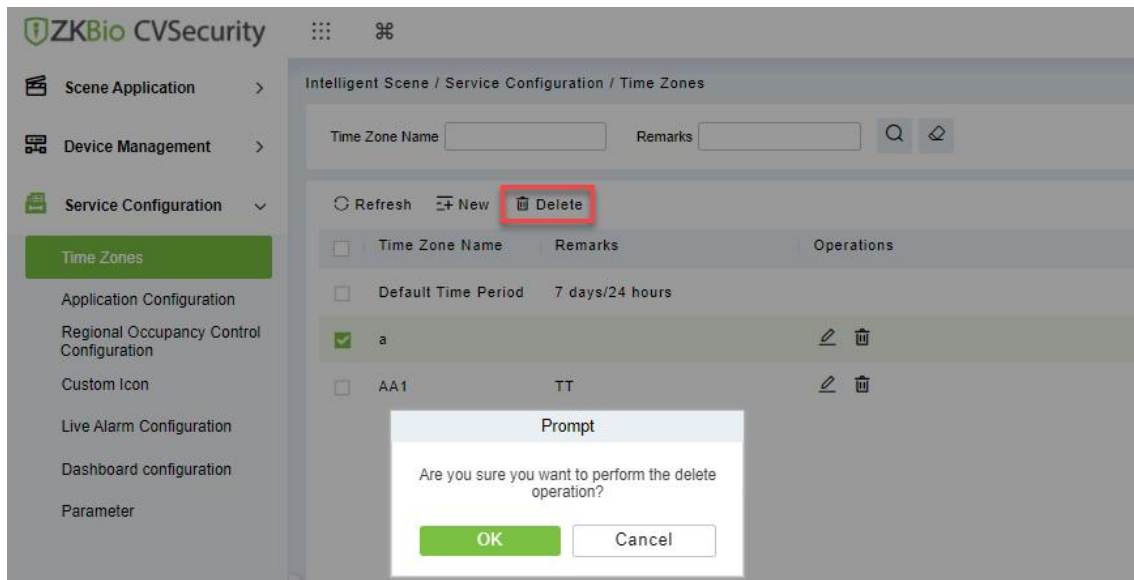 ZKBio CVSecurity
Scene Application
Device Management
Service Configuration
Time Zones
Application Configuration
Regional Occupancy Control
Configuration
Custom Icon
Live Alarm Configuration
Dashboard configuration
Parameter
Intelligent Scene / Service Configuration / Time Zones
Time Zone Name Remarks
Refresh New Delete
Time Zone Name Remarks Operations
Default Time Period 7 days/24 hours
a
AA1 TT
Prompt
Are you sure you want to perform the delete
operation?
OK Cancel